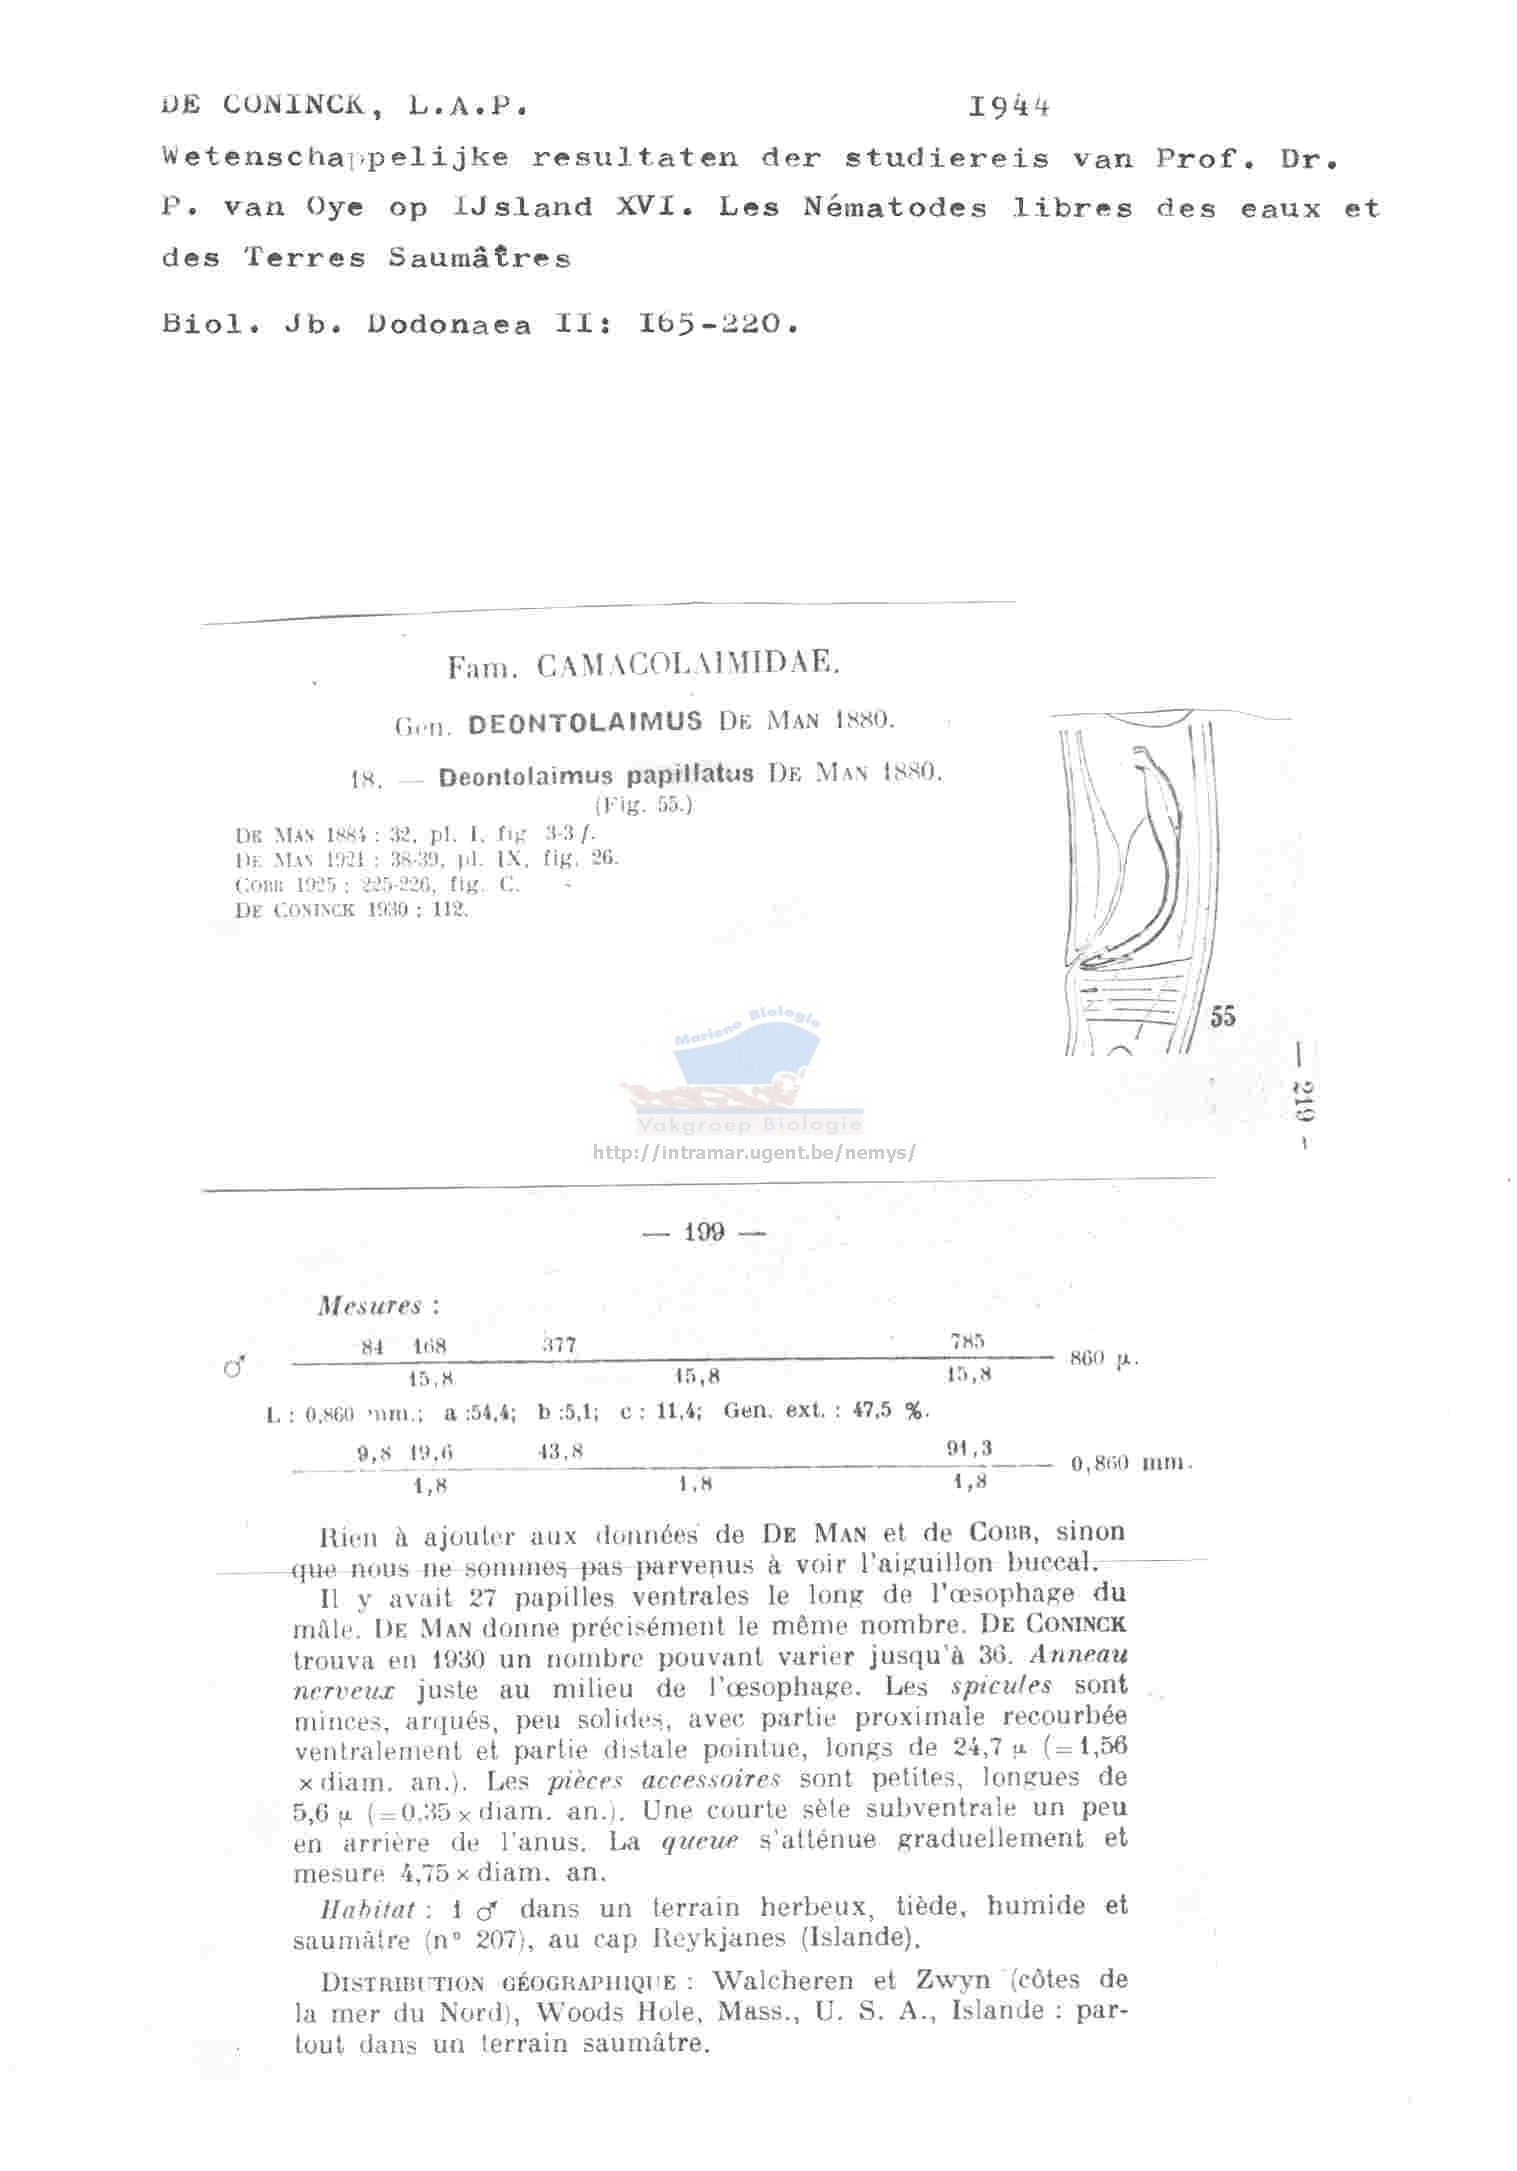 DE CONINCK, L.A.P. 1944
Wetenschappelijke resultaten der studiereis van Prof. Dr.
P. van Oye op IJsland XVI. Les Nématodes libres des eaux et
des Terres Saumâtres
Biol. Jb. Dodonaea II: 165-220.
Fam. CAMACOLAIMIDAE.
Gen. DEONTOLAIMUS DE MAN 1880.
18. — Deontolaimus papillatus DE MAN 1880.
(Fig. 55.)
DE MAN 1884 : 32, pl. I, fig 3-3 f.
DE MAN 1921 : 38-39, pl. IX, fig. 26.
COBB 1925 : 225-226, fig. C.
DE CONINCK 1930 : 112.
55
— 219 -
Mariene Biologie
Vakgroep Biologie
http://intramar.ugent.be/nemys/
— 199 —
Mesures :
84 168 377 785
♂ 860 µ.
15,8 15,8 15,8
L : 0,860 mm.; a :54,4; b :5,1; c : 11,4; Gen. ext. : 47,5 %.
9,8 19,6 43,8 91,3
0,860 mm.
1,8 1,8 1,8
Rien à ajouter aux données de DE MAN et de COBB, sinon
que nous ne sommes pas parvenus à voir l'aiguillon buccal.
Il y avait 27 papilles ventrales le long de l'œsophage du
mâle. DE MAN donne précisément le même nombre. DE CONINCK
trouva en 1930 un nombre pouvant varier jusqu'à 36. Anneau
nerveux juste au milieu de l'œsophage. Les spicules sont
minces, arqués, peu solides, avec partie proximale recourbée
ventralement et partie distale pointue, longs de 24,7 µ (=1,56
× diam. an.). Les pièces accessoires sont petites, longues de
5,6 µ (=0,35 × diam. an.). Une courte sète subventrale un peu
en arrière de l'anus. La queue s'atténue graduellement et
mesure 4,75 × diam. an.
Habitat : 1 ♂ dans un terrain herbeux, tiède, humide et
saumâtre (n° 207), au cap Reykjanes (Islande).
DISTRIBUTION GÉOGRAPHIQUE : Walcheren et Zwyn (côtes de
la mer du Nord), Woods Hole, Mass., U. S. A., Islande : par-
tout dans un terrain saumâtre.